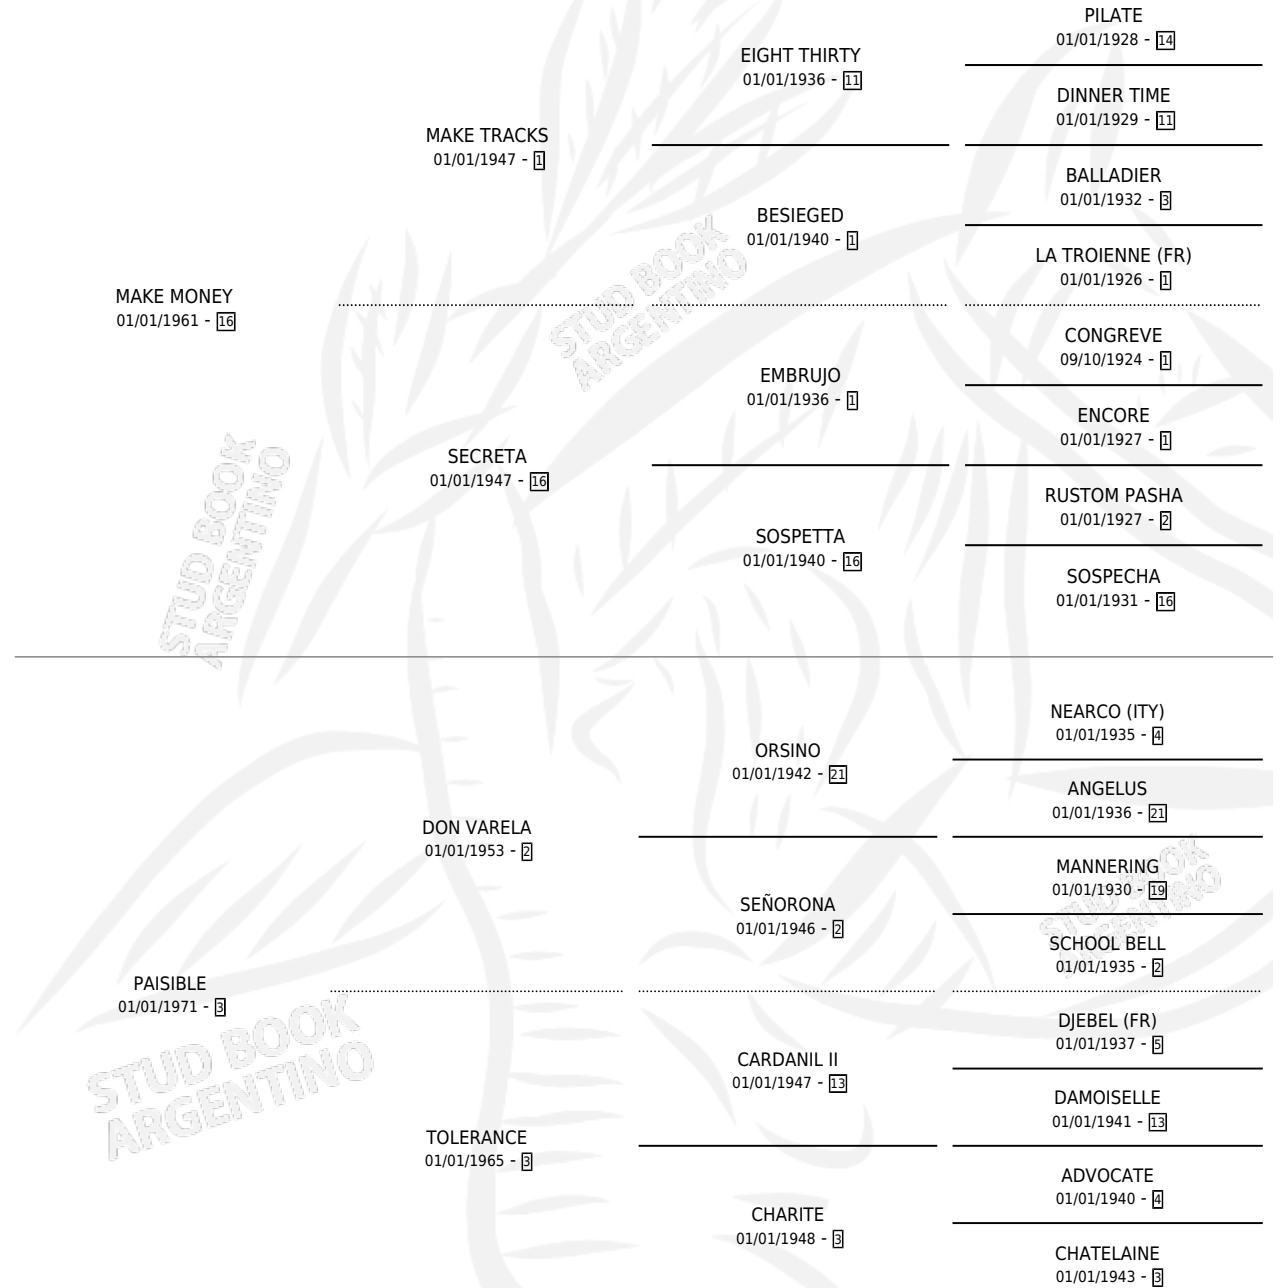 PILATE
01/01/1928 - 14
EIGHT THIRTY
01/01/1936 - 11
DINNER TIME
01/01/1929 - 11
MAKE TRACKS
01/01/1947 - 1
BALLADIER
01/01/1932 - 3
BESIEGED
01/01/1940 - 1
LA TROIENNE (FR)
01/01/1926 - 1
MAKE MONEY
01/01/1961 - 16
CONGREVE
09/10/1924 - 1
EMBRUJO
01/01/1936 - 1
ENCORE
01/01/1927 - 1
SECRETA
01/01/1947 - 16
RUSTOM PASHA
01/01/1927 - 2
SOSPETTA
01/01/1940 - 16
SOSPECHA
01/01/1931 - 16
STUD BOOK
ARGENTINO
STUD BOOK
ARGENTINO
NEARCO (ITY)
01/01/1935 - 4
ORSINO
01/01/1942 - 21
ANGELUS
01/01/1936 - 21
DON VARELA
01/01/1953 - 2
MANNERING
01/01/1930 - 19
SEÑORONA
01/01/1946 - 2
SCHOOL BELL
01/01/1935 - 2
PAISIBLE
01/01/1971 - 3
DJEBEL (FR)
01/01/1937 - 5
CARDANIL II
01/01/1947 - 13
DAMOISELLE
01/01/1941 - 13
TOLERANCE
01/01/1965 - 3
ADVOCATE
01/01/1940 - 4
CHARITE
01/01/1948 - 3
CHATELAINE
01/01/1943 - 3
STUD BOOK
ARGENTINO
STUD BOOK
ARGENTINO